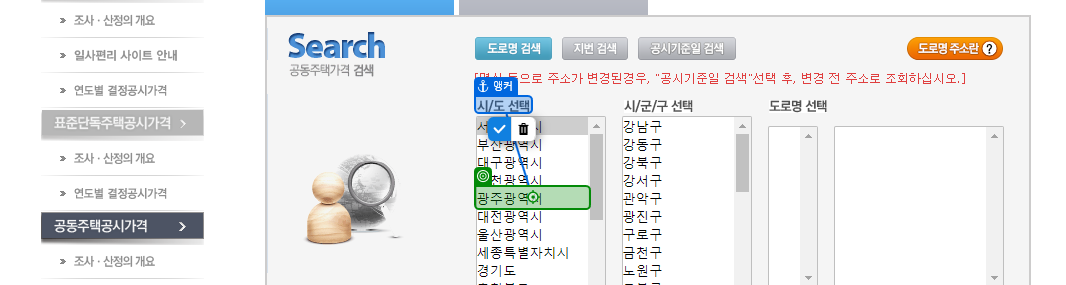 조사 · 산정의 개요
일사편리 사이트 안내
연도별 결정공시가격
표준단독주택공시가격
조사 · 산정의 개요
연도별 결정공시가격
공동주택공시가격
조사 · 산정의 개요
Search
공동주택가격 검색
도로명 검색
지번 검색
공시기준일 검색
도로명 주소란 ?
등으로 주소가 변경된경우, "공시기준일 검색"선택 후, 변경 전 주소로 조회하십시오.]
앵커
시/도 선택
시/군/구 선택
도로명 선택
부산광역시
대구광역시
천광역시
광주광역시
대전광역시
울산광역시
세종특별자치시
경기도
강남구
강동구
강북구
강서구
관악구
광진구
구로구
금천구
노원구